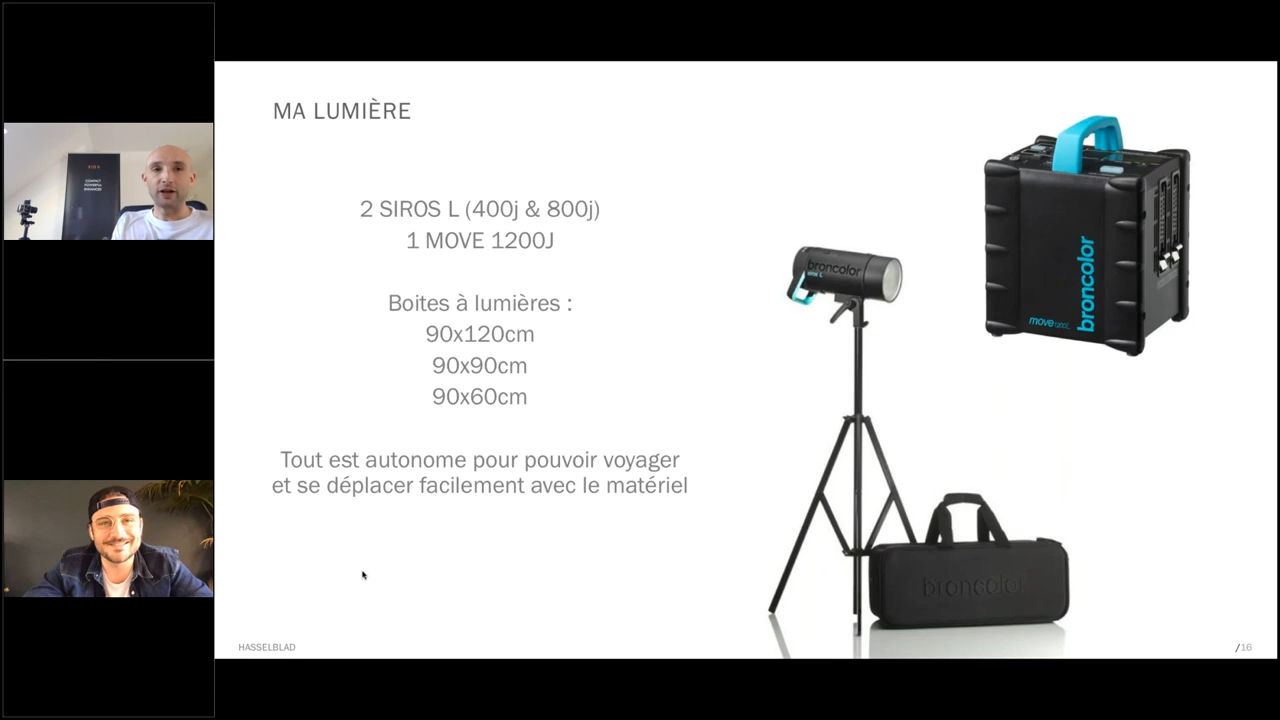 MA LUMIÈRE
2 SIROS L (400j & 800j)
1 MOVE 1200J
Boites à lumières :
90x120cm
90x90cm
90x60cm
Tout est autonome pour pouvoir voyager
et se déplacer facilement avec le matériel
broncolor
move 1200L
broncolor
broncolor
HASSELBLAD
/16